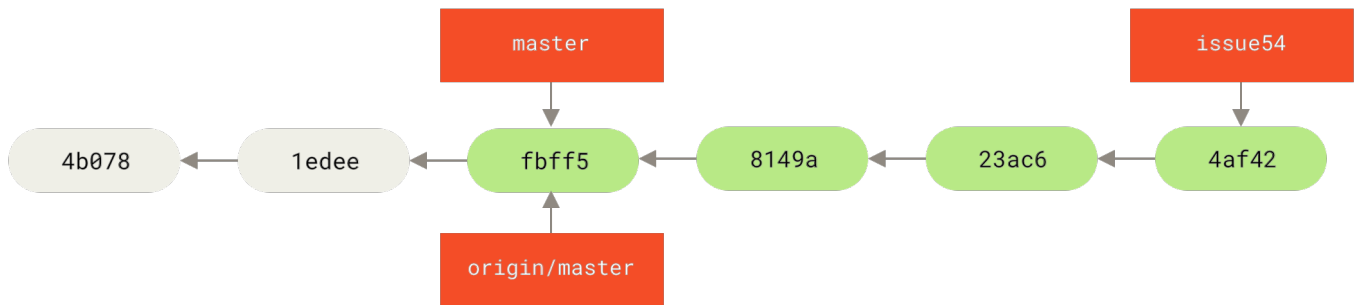 master
issue54
4b078
1edee
fbff5
8149a
23ac6
4af42
origin/master